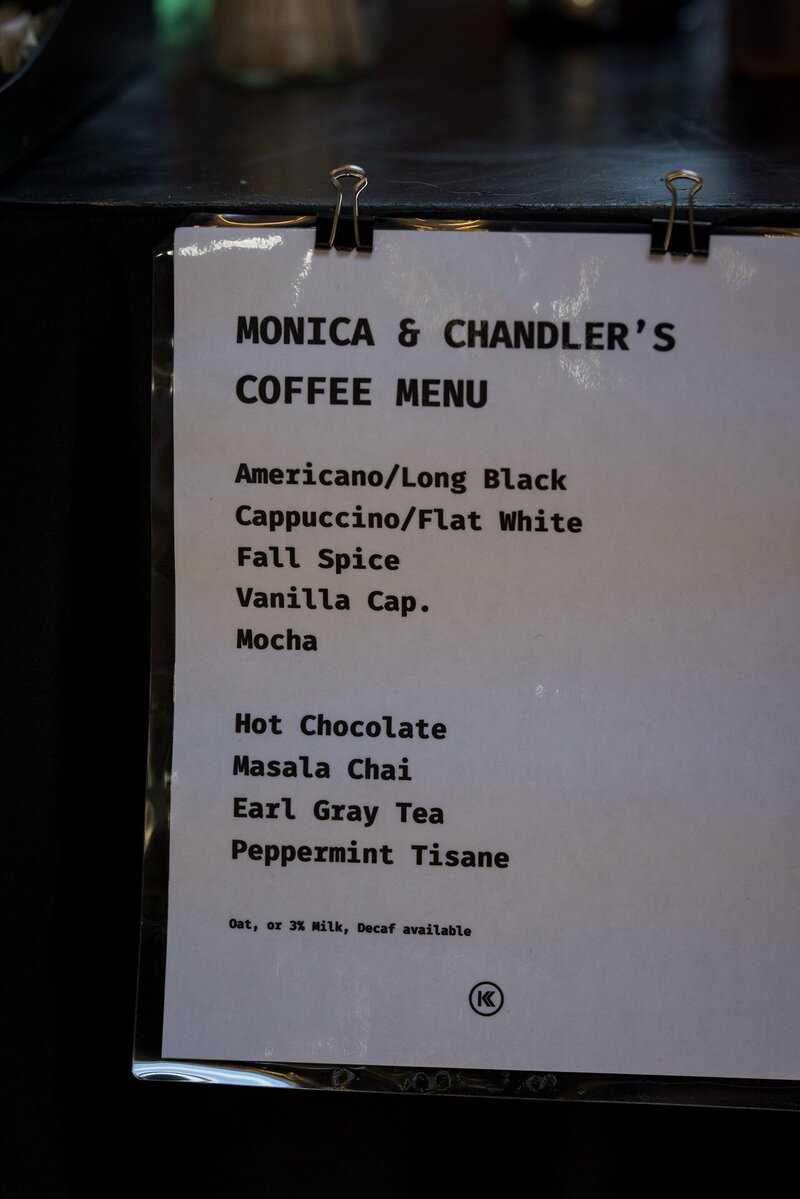 MONICA & CHANDLER'S
COFFEE MENU
Americano/Long Black
Cappuccino/Flat White
Fall Spice
Vanilla Cap.
Mocha
Hot Chocolate
Masala Chai
Earl Gray Tea
Peppermint Tisane
Oat, or 3% Milk, Decaf available